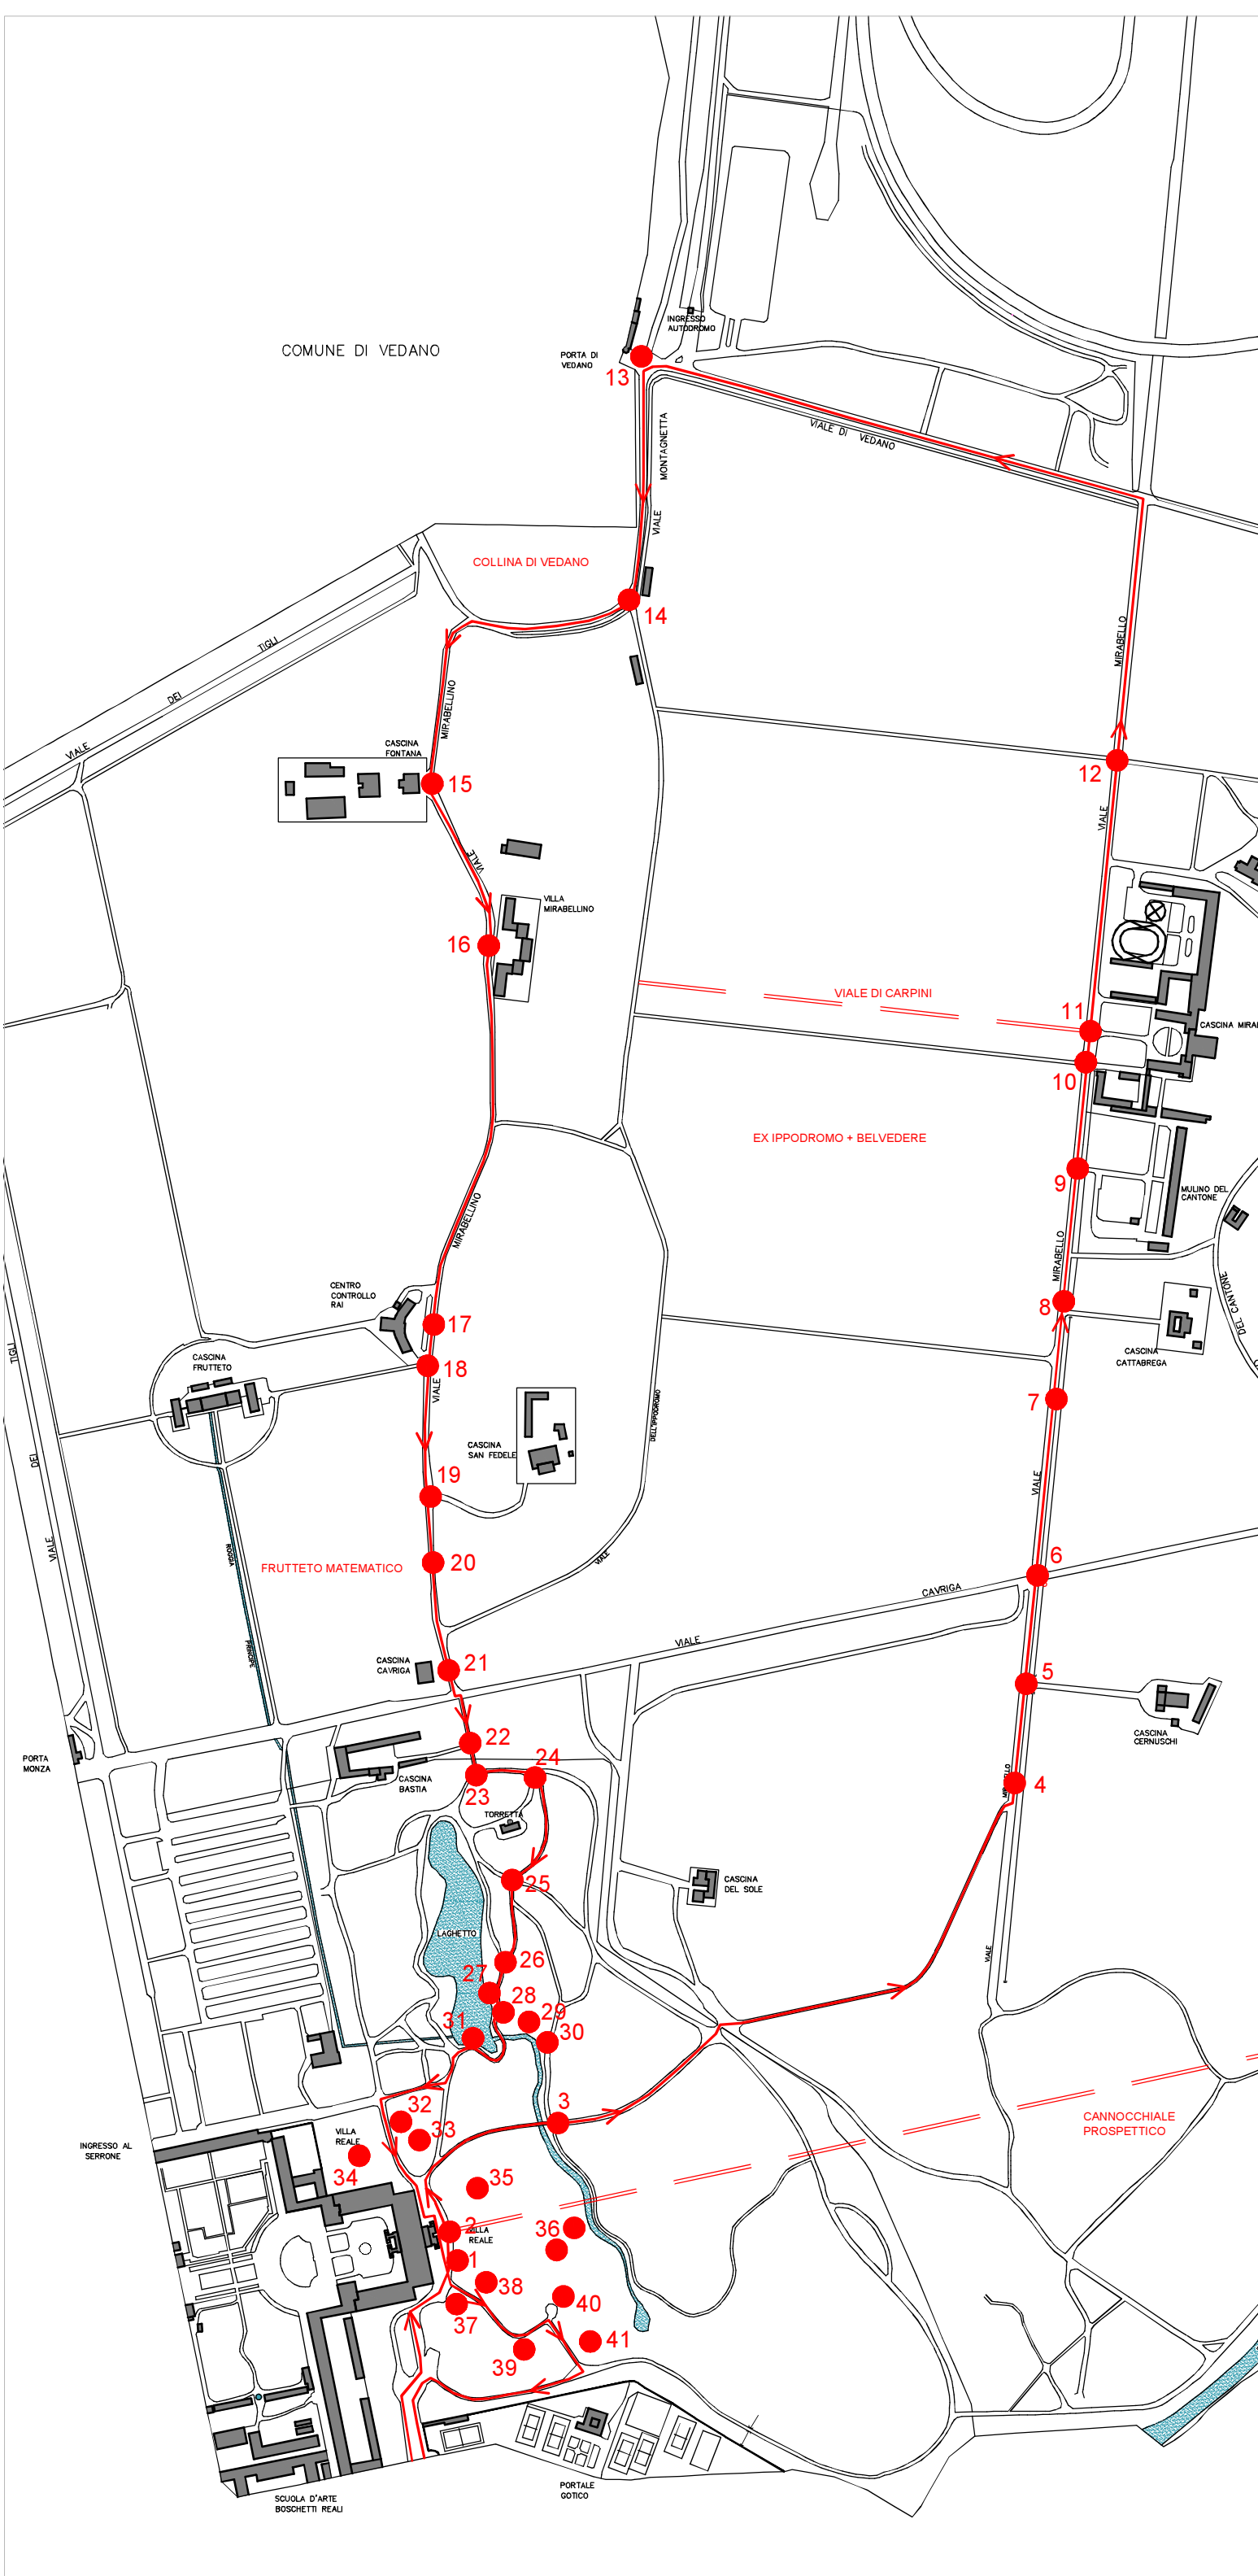 INGRESSO
AUTODROMO
COMUNE DI VEDANO
PORTA DI
VEDANO
13
VIALE DI VEDANO
MONTAGNETTA
VIALE
COLLINA DI VEDANO
14
TIGLI
DEI
VIALE
MIRABELLO
MIRABELLINO
CASCINA
FONTANA
15
12
VIALE
VIALE
VILLA
MIRABELLINO
16
VIALE DI CARPINI
11
CASCINA MIRA
10
EX IPPODROMO + BELVEDERE
9
MULINO DEL
CANTONE
MIRABELLINO
MIRABELLO
DEL CANTONE
CENTRO
CONTROLLO
RAI
8
17
TIGLI
CASCINA
FRUTTETO
CASCINA
CATTABREGA
18
VIALE
7
DELL'IPPODROMO
CASCINA
SAN FEDELE
DEI
19
VIALE
VIALE
ROGGIA
20
FRUTTETO MATEMATICO
VIALE
6
CAVRIGA
VIALE
PRINCIPE
CASCINA
CAVRIGA
21
5
CASCINA
CERNUSCHI
PORTA
MONZA
22
24
CASCINA
BASTIA
23
MIRABELLO
4
TORRETTA
25
CASCINA
DEL SOLE
LAGHETTO
VIALE
26
27
28
29
31
30
3
32
CANNOCCHIALE
PROSPETTICO
VILLA
REALE
33
INGRESSO AL
SERRONE
34
35
2
VILLA
REALE
36
1
38
40
37
41
39
PORTALE
GOTICO
SCUOLA D'ARTE
BOSCHETTI REALI